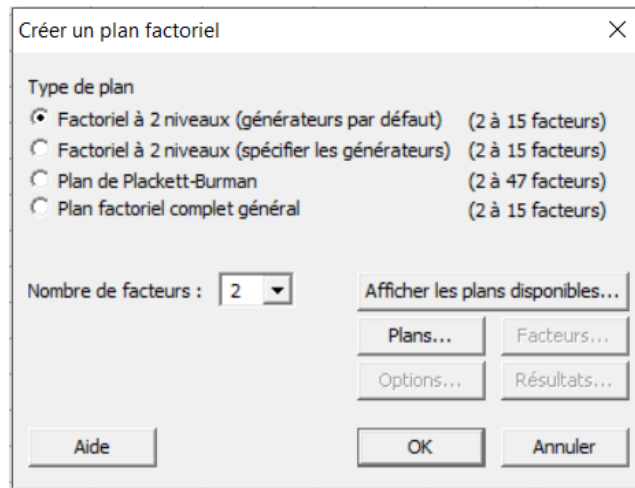 Créer un plan factoriel
Type de plan
Factoriel à 2 niveaux (générateurs par défaut) (2 à 15 facteurs)
Factoriel à 2 niveaux (spécifier les générateurs) (2 à 15 facteurs)
Plan de Plackett-Burman (2 à 47 facteurs)
Plan factoriel complet général (2 à 15 facteurs)
Nombre de facteurs : 2 Afficher les plans disponibles...
Plans... Facteurs...
Options... Résultats...
Aide OK Annuler